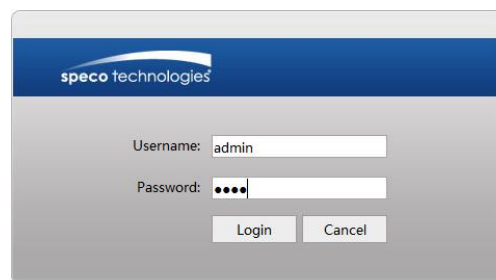 speco technologies
Username: admin
Password: ●●●●
Login Cancel